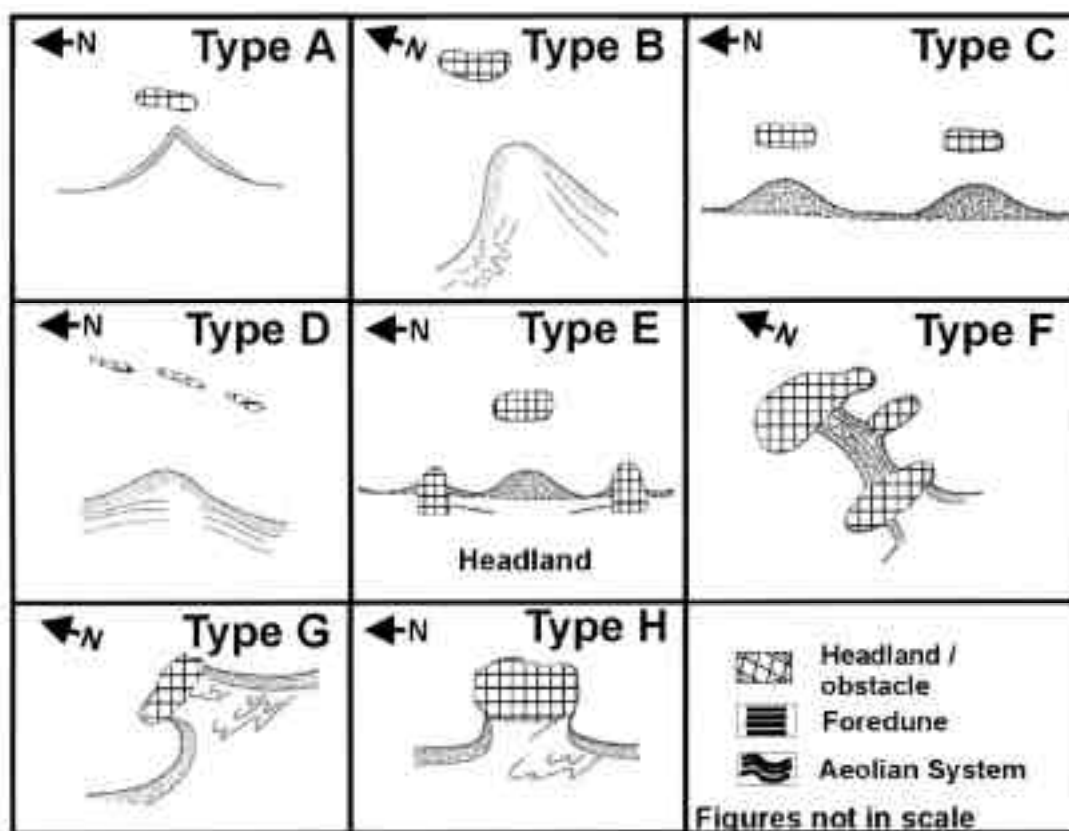 N Type A
N Type B
N Type C
N Type D
N Type E
Headland
N Type F
N Type G
N Type H
Headland /
obstacle
Foredune
Aeolian System
Figures not in scale